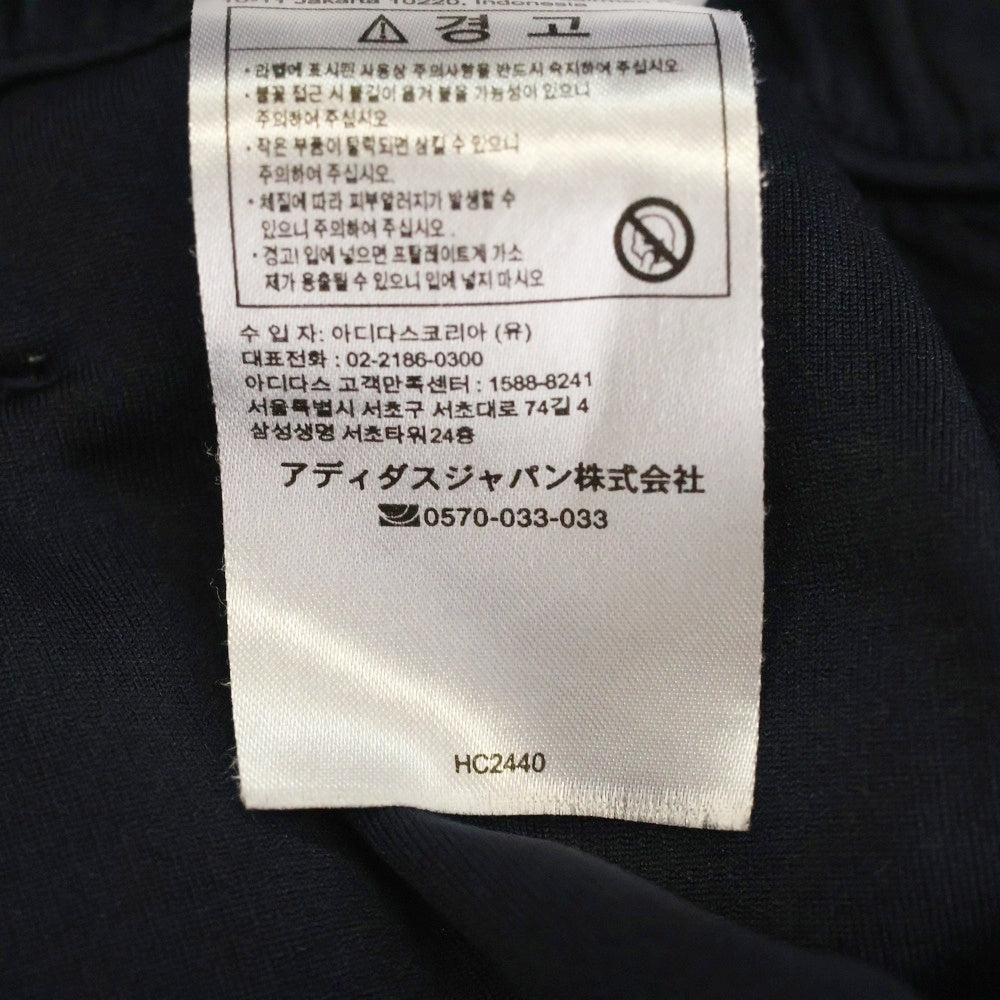 10-11 Jakarta 10220, Indonesia
⚠ 경 고
· 라벨에 표시된 사용상 주의사항을 반드시 숙지하여 주십시오
· 불꽃 접근 시 불길이 옮겨 붙을 가능성이 있으니
주의하여 주십시오
· 작은 부품이 탈락되면 삼킬 수 있으니
주의하여 주십시오.
· 체질에 따라 피부알러지가 발생할 수
있으니 주의하여 주십시오 .
· 경고! 입에 넣으면 프탈레이트계 가소
제가 용출될 수 있으니 입에 넣지 마시오
수 입 자: 아디다스코리아 (유)
대표전화 : 02-2186-0300
아디다스 고객만족센터 : 1588-8241
서울특별시 서초구 서초대로 74길 4
삼성생명 서초타워24층
アディダスジャパン株式会社
0570-033-033
HC2440